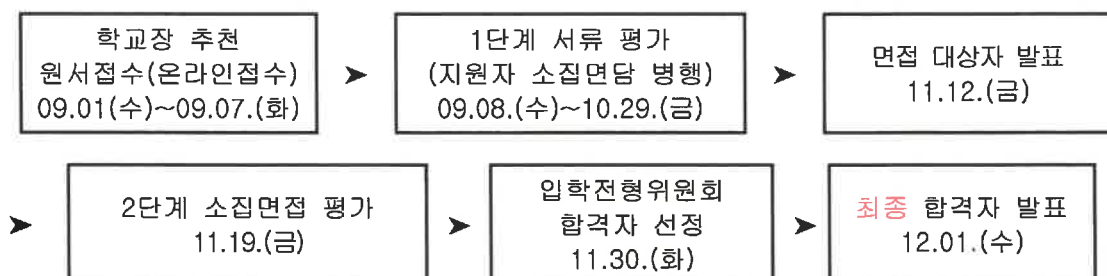 학교장 추천
원서접수(온라인접수)
09.01(수)~09.07.(화)
➤
1단계 서류 평가
(지원자 소집면담 병행)
09.08.(수)~10.29.(금)
➤
면접 대상자 발표
11.12.(금)
➤
2단계 소집면접 평가
11.19.(금)
➤
입학전형위원회
합격자 선정
11.30.(화)
➤
최종 합격자 발표
12.01.(수)